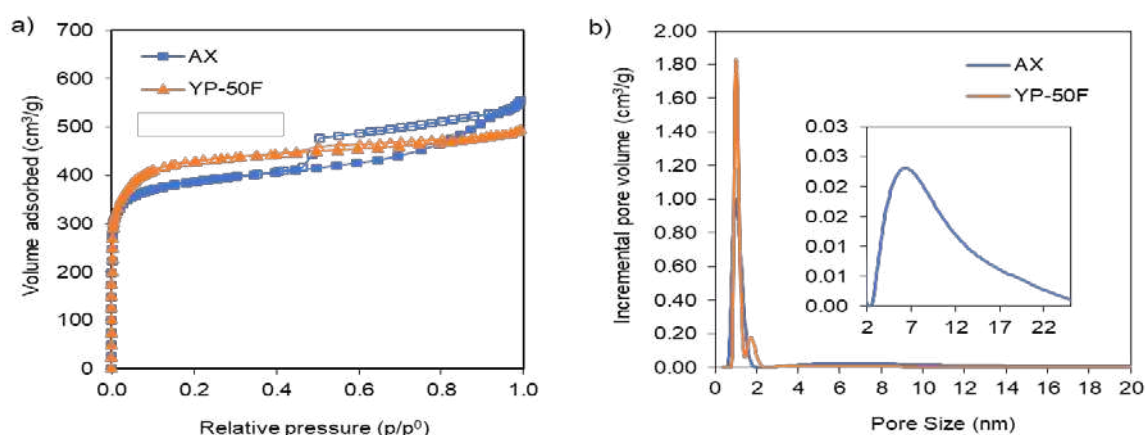 a)
Volume adsorbed (cm³/g)
700
600
500
400
300
200
100
0
AX
YP-50F
0.0 0.2 0.4 0.6 0.8 1.0
Relative pressure (p/p⁰)
b)
Incremental pore volume (cm³/g)
2.00
1.80
1.60
1.40
1.20
1.00
0.80
0.60
0.40
0.20
0.00
AX
YP-50F
0.03
0.03
0.02
0.02
0.01
0.01
0.00
2 7 12 17 22
0 2 4 6 8 10 12 14 16 18 20
Pore Size (nm)